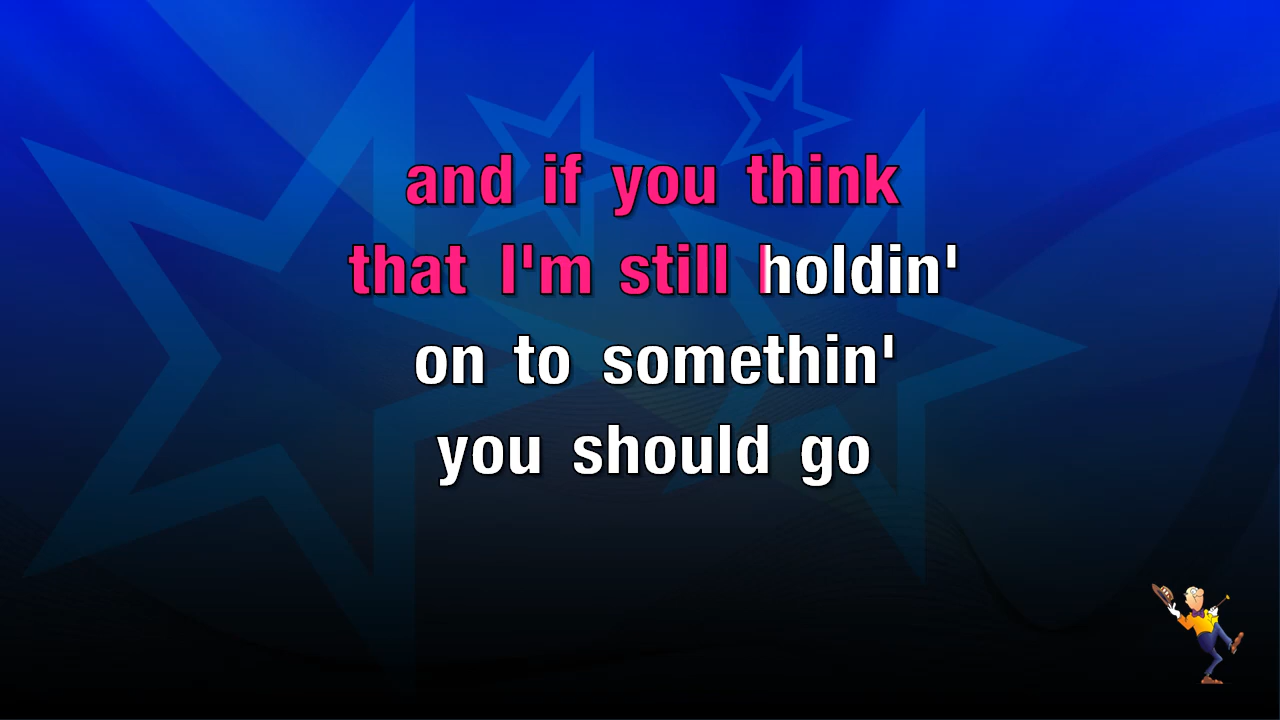 and if you think
that I'm still holdin'
on to somethin'
you should go